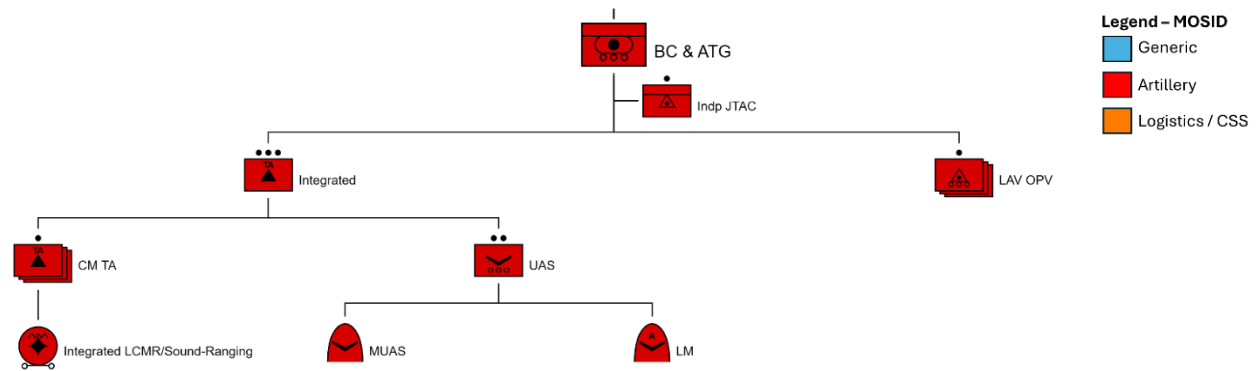 Legend – MOSID
Generic
Artillery
Logistics / CSS
BC & ATG
Indp JTAC
TA
Integrated
LAV OPV
TA
CM TA
UAS
Integrated LCMR/Sound-Ranging
MUAS
A
LM